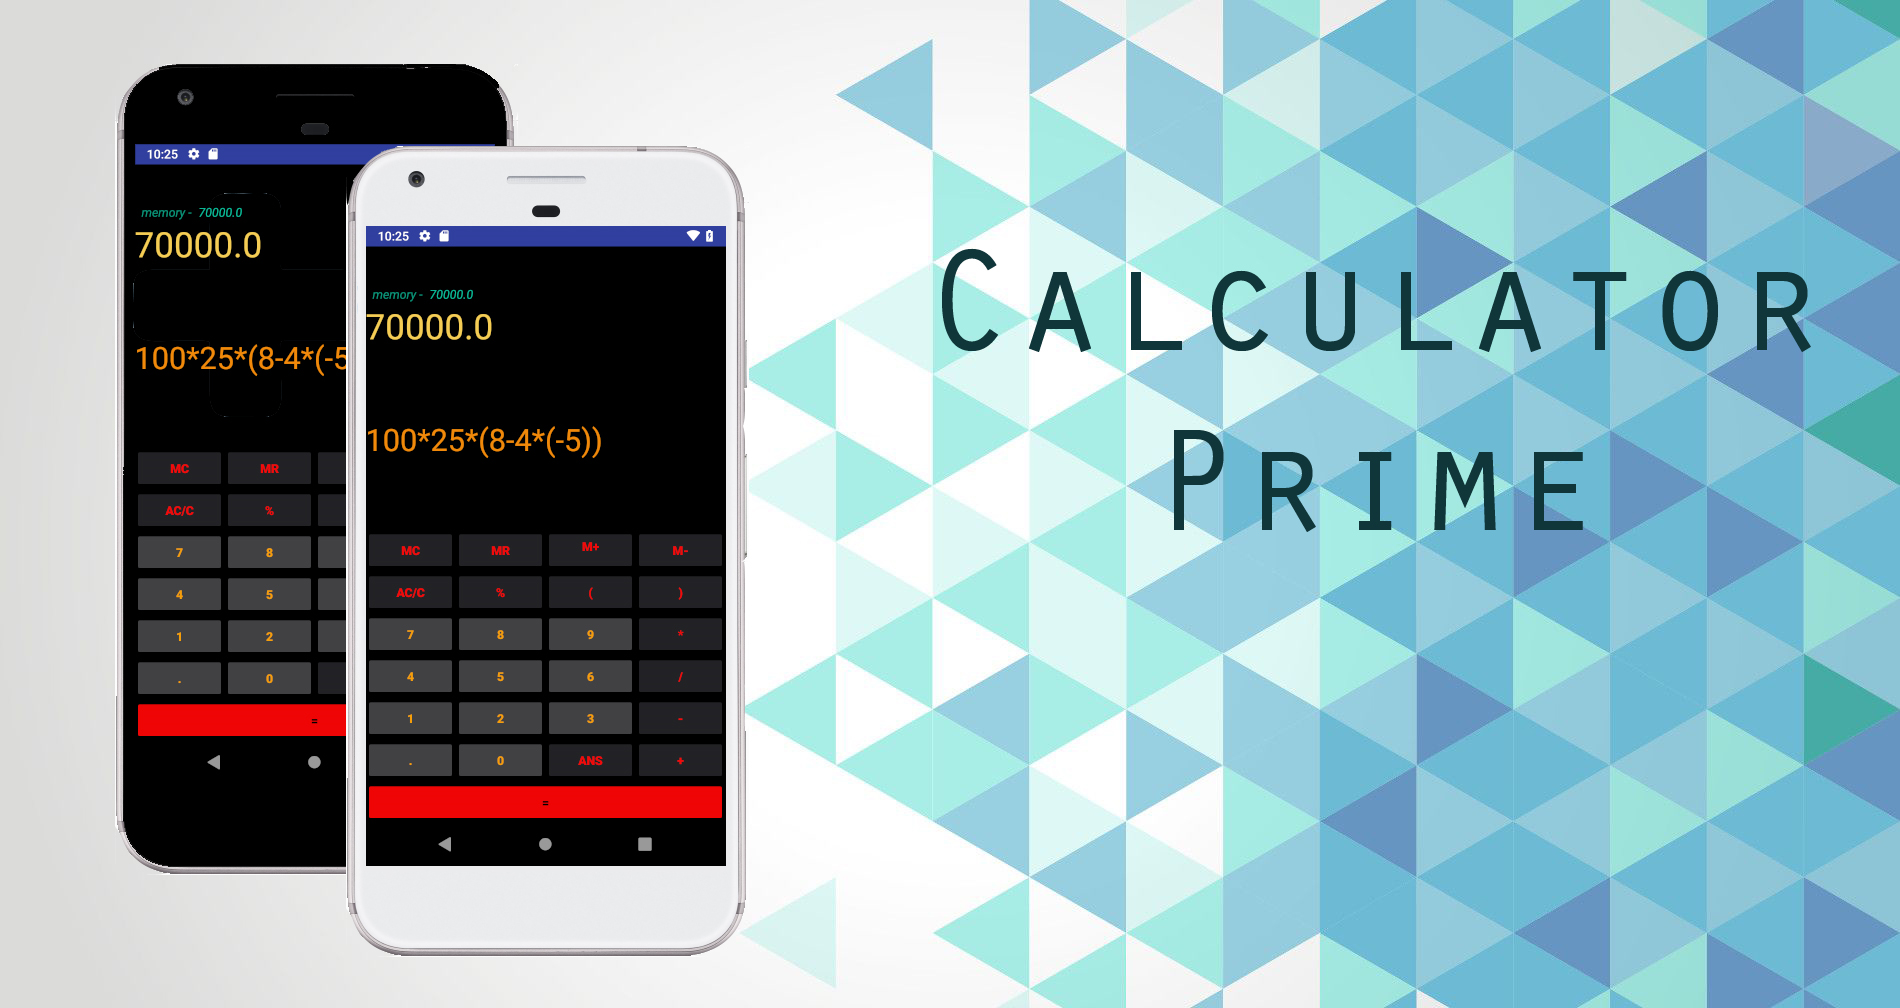 10:25
memory - 70000.0
70000.0
100*25*(8-4*(-5
MC MR
AC/C %
7 8
4 5
1 2
. 0
=
10:25
memory - 70000.0
70000.0
100*25*(8-4*(-5))
MC MR M+ M-
AC/C % ( )
7 8 9 *
4 5 6 /
1 2 3 -
. 0 ANS +
=
CALCULATOR
PRIME